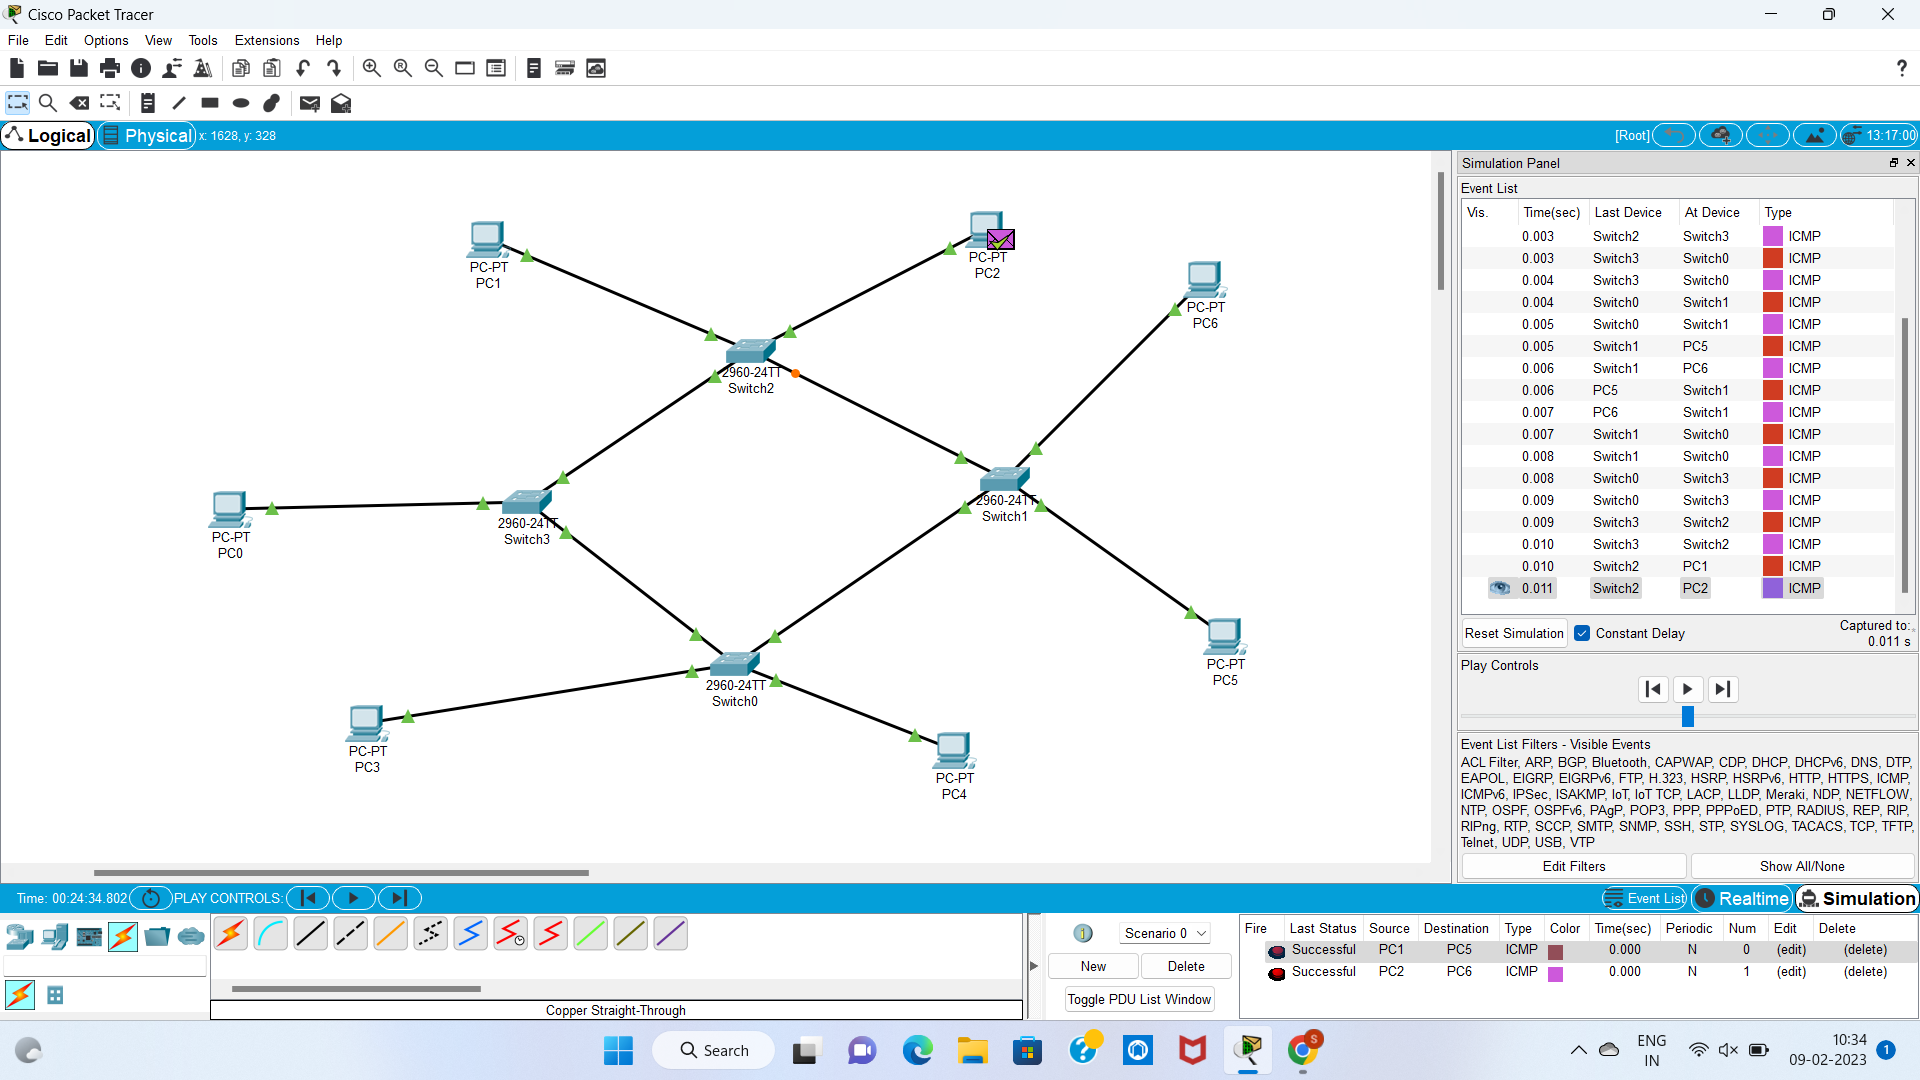 Cisco Packet Tracer
File Edit Options View Tools Extensions Help
Logical Physical x: 1628, y: 328 [Root] 13:17:00
PC-PT
PC1
PC-PT
PC2
PC-PT
PC6
2960-24TT
Switch2
PC-PT
PC0
2960-24TT
Switch3
2960-24TT
Switch1
PC-PT
PC5
2960-24TT
Switch0
PC-PT
PC3
PC-PT
PC4
Simulation Panel
Event List
Vis. Time(sec) Last Device At Device Type
0.003 Switch2 Switch3 ICMP
0.003 Switch3 Switch0 ICMP
0.004 Switch3 Switch0 ICMP
0.004 Switch0 Switch1 ICMP
0.005 Switch0 Switch1 ICMP
0.005 Switch1 PC5 ICMP
0.006 Switch1 PC6 ICMP
0.006 PC5 Switch1 ICMP
0.007 PC6 Switch1 ICMP
0.007 Switch1 Switch0 ICMP
0.008 Switch1 Switch0 ICMP
0.008 Switch0 Switch3 ICMP
0.009 Switch0 Switch3 ICMP
0.009 Switch3 Switch2 ICMP
0.010 Switch3 Switch2 ICMP
0.010 Switch2 PC1 ICMP
0.011 Switch2 PC2 ICMP
Reset Simulation Constant Delay Captured to:
0.011 s
Play Controls
Event List Filters - Visible Events
ACL Filter, ARP, BGP, Bluetooth, CAPWAP, CDP, DHCP, DHCPv6, DNS, DTP,
EAPOL, EIGRP, EIGRPv6, FTP, H.323, HSRP, HSRPv6, HTTP, HTTPS, ICMP,
ICMPv6, IPSec, ISAKMP, IoT, IoT TCP, LACP, LLDP, Meraki, NDP, NETFLOW,
NTP, OSPF, OSPFv6, PAgP, POP3, PPP, PPPoED, PTP, RADIUS, REP, RIP,
RIPng, RTP, SCCP, SMTP, SNMP, SSH, STP, SYSLOG, TACACS, TCP, TFTP,
Telnet, UDP, USB, VTP
Edit Filters Show All/None
Time: 00:24:34.802 PLAY CONTROLS: Event List Realtime Simulation
Copper Straight-Through
Scenario 0
New Delete
Toggle PDU List Window
Fire Last Status Source Destination Type Color Time(sec) Periodic Num Edit Delete
Successful PC1 PC5 ICMP 0.000 N 0 (edit) (delete)
Successful PC2 PC6 ICMP 0.000 N 1 (edit) (delete)
Search
S
ENG
IN
10:34
09-02-2023
1